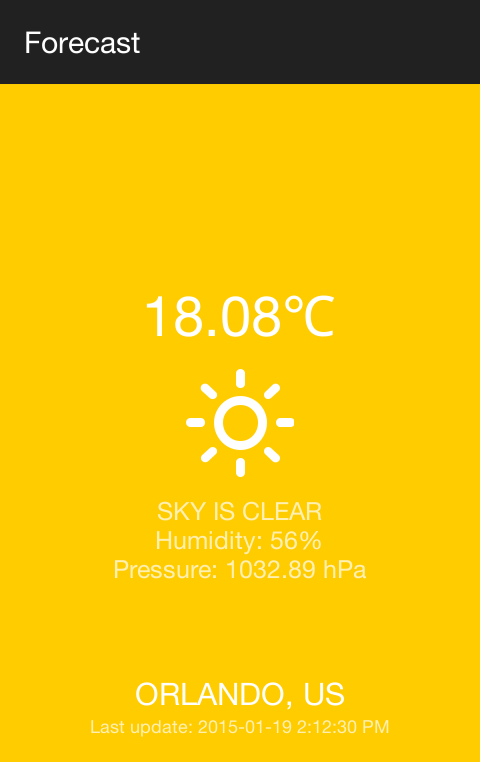 Forecast
18.08°C
SKY IS CLEAR
Humidity: 56%
Pressure: 1032.89 hPa
ORLANDO, US
Last update: 2015-01-19 2:12:30 PM